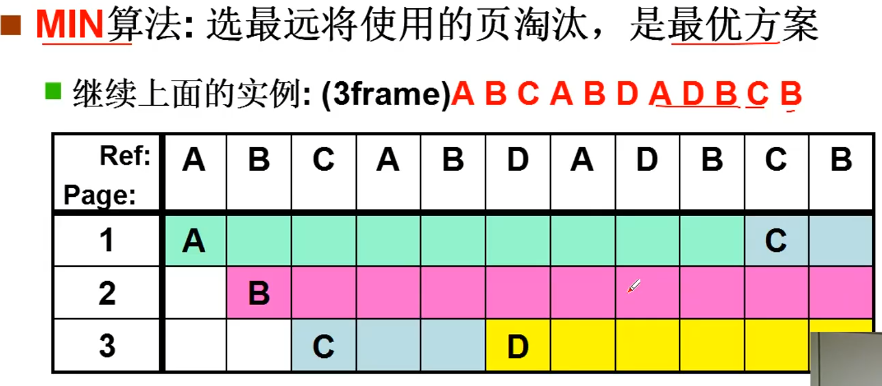 MIN算法: 选最远将使用的页淘汰，是最优方案
继续上面的实例: (3frame)A B C A B D A D B C B
Ref: A B C A B D A D B C B
Page:
1 A C
2 B
3 C D